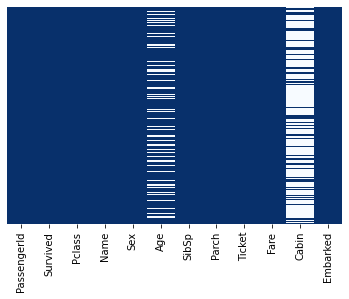 PassengerId
Survived
Pclass
Name
Sex
Age
SibSp
Parch
Ticket
Fare
Cabin
Embarked